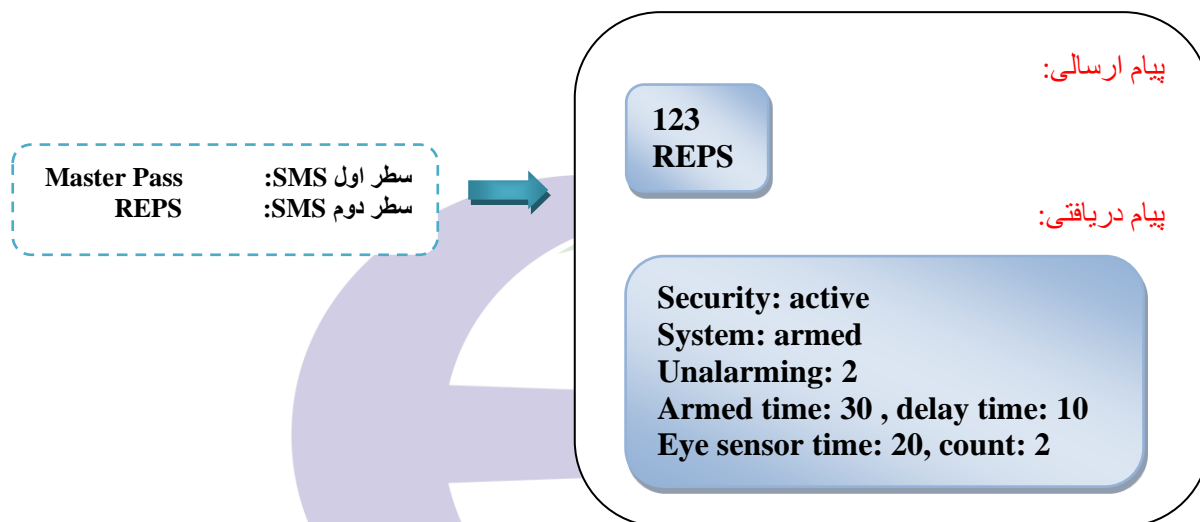 سطر اول SMS: Master Pass
سطر دوم SMS: REPS
پیام ارسالی:
123
REPS
پیام دریافتی:
Security: active
System: armed
Unalarming: 2
Armed time: 30 , delay time: 10
Eye sensor time: 20, count: 2